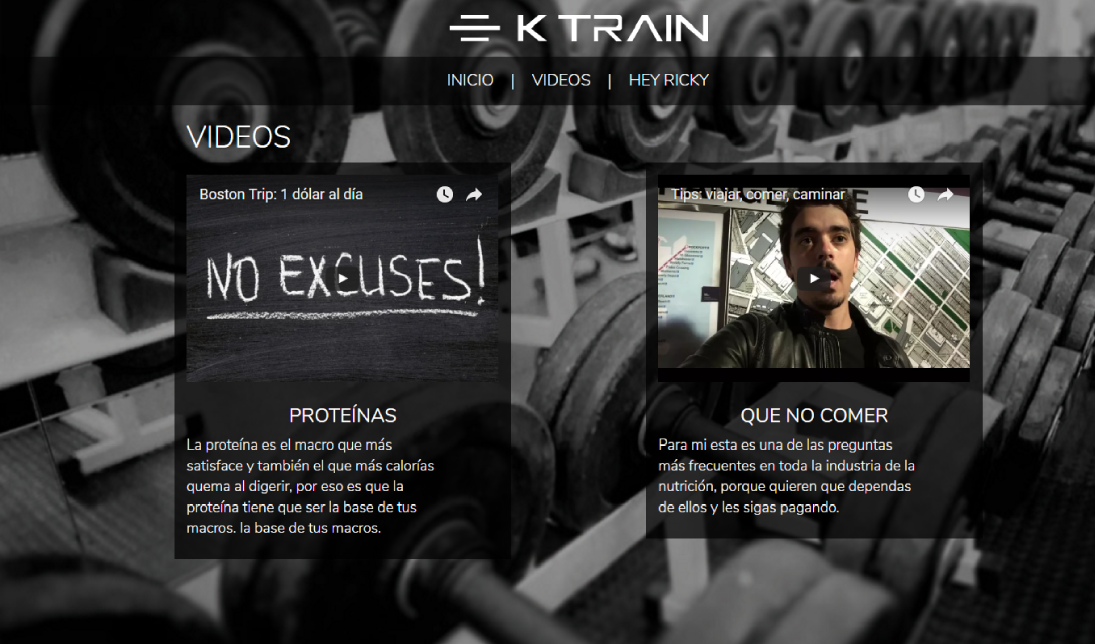 K TRAIN
INICIO | VIDEOS | HEY RICKY
VIDEOS
Boston Trip: 1 dólar al día
NO EXCUSES!
PROTEÍNAS
La proteína es el macro que más
satisface y también el que más calorías
quema al digerir, por eso es que la
proteína tiene que ser la base de tus
macros. la base de tus macros.
Tips: viajar, comer, caminar
QUE NO COMER
Para mi esta es una de las preguntas
más frecuentes en toda la industria de la
nutrición, porque quieren que dependas
de ellos y les sigas pagando.